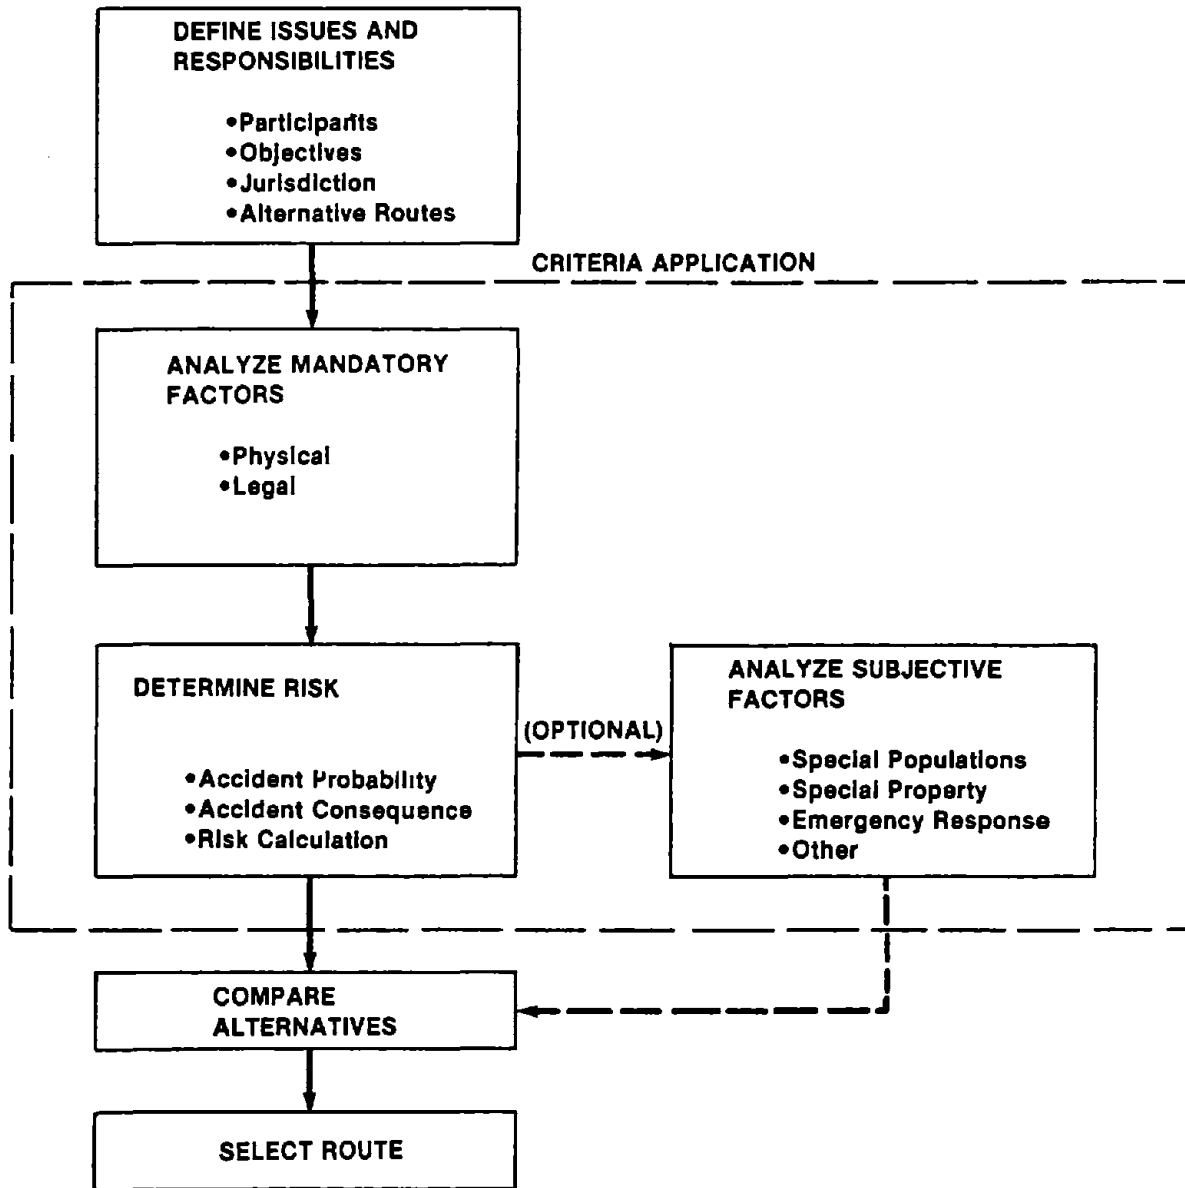 DEFINE ISSUES AND
RESPONSIBILITIES
•Participants
•Objectives
•Jurisdiction
•Alternative Routes
CRITERIA APPLICATION
ANALYZE MANDATORY
FACTORS
•Physical
•Legal
DETERMINE RISK
•Accident Probability
•Accident Consequence
•Risk Calculation
(OPTIONAL)
ANALYZE SUBJECTIVE
FACTORS
•Special Populations
•Special Property
•Emergency Response
•Other
COMPARE
ALTERNATIVES
SELECT ROUTE